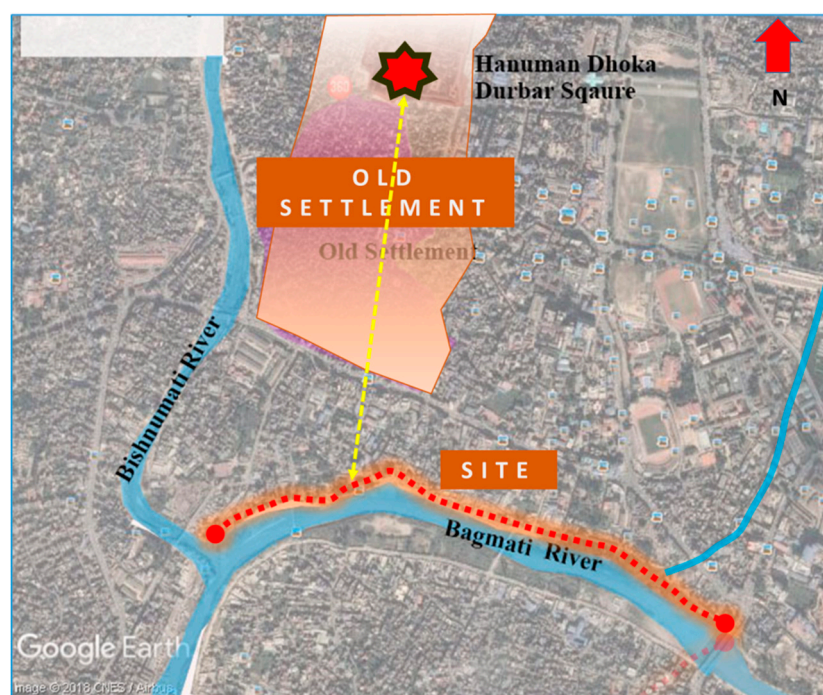 Hanuman Dhoka
Durbar Sqaure
N
OLD
SETTLEMENT
Old Settlement
Bishnumati River
SITE
Bagmati River
Google Earth
Image © 2018 CNES / Airbus